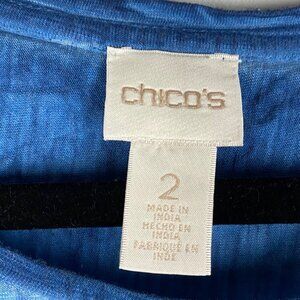 chico's
2
MADE IN
INDIA
HECHO EN
INDIA
FABRIQUÉ EN
INDE